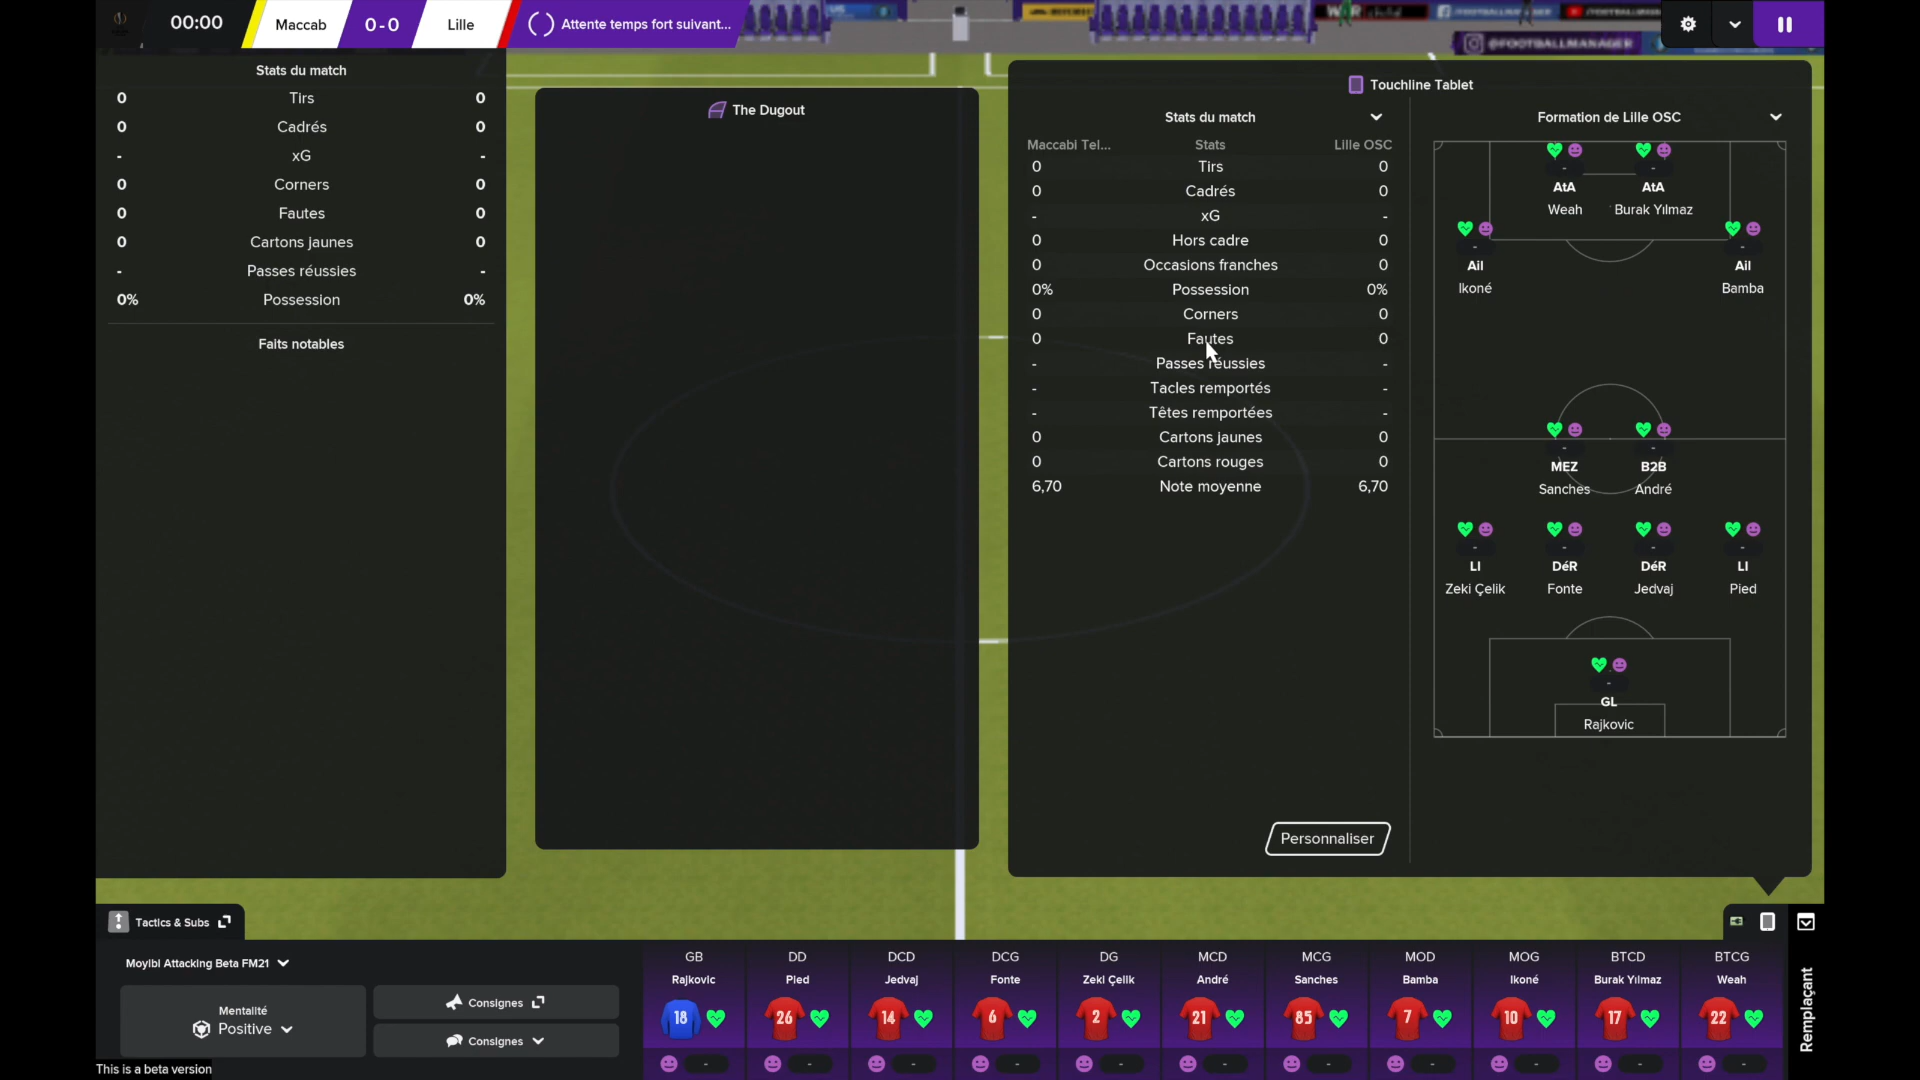 00:00
Maccab
0-0
Lille
Attente temps fort suivant...
@FOOTBALLMANAGER
Stats du match
0 Tirs 0
0 Cadrés 0
- xG -
0 Corners 0
0 Fautes 0
0 Cartons jaunes 0
- Passes réussies -
0% Possession 0%
Faits notables
The Dugout
Touchline Tablet
Stats du match
Maccabi Tel... Stats Lille OSC
0 Tirs 0
0 Cadrés 0
- xG -
0 Hors cadre 0
0 Occasions franches 0
0% Possession 0%
0 Corners 0
0 Fautes 0
- Passes réussies -
- Tacles remportés -
- Têtes remportées -
0 Cartons jaunes 0
0 Cartons rouges 0
6,70 Note moyenne 6,70
Personnaliser
Formation de Lille OSC
- -
AtA AtA
Weah Burak Yılmaz
- -
Ail Ail
Ikoné Bamba
- -
MEZ B2B
Sanches André
- - - -
LI DéR DéR LI
Zeki Çelik Fonte Jedvaj Pied
-
GL
Rajkovic
Tactics & Subs
Moyibi Attacking Beta FM21
Mentalité
Positive
Consignes
Consignes
This is a beta version
GB DD DCD DCG DG MCD MCG MOD MOG BTCD BTCG
Rajkovic Pied Jedvaj Fonte Zeki Çelik André Sanches Bamba Ikoné Burak Yılmaz Weah
18 26 14 6 2 21 85 7 10 17 22
- - - - - - - - - - -
Remplaçant